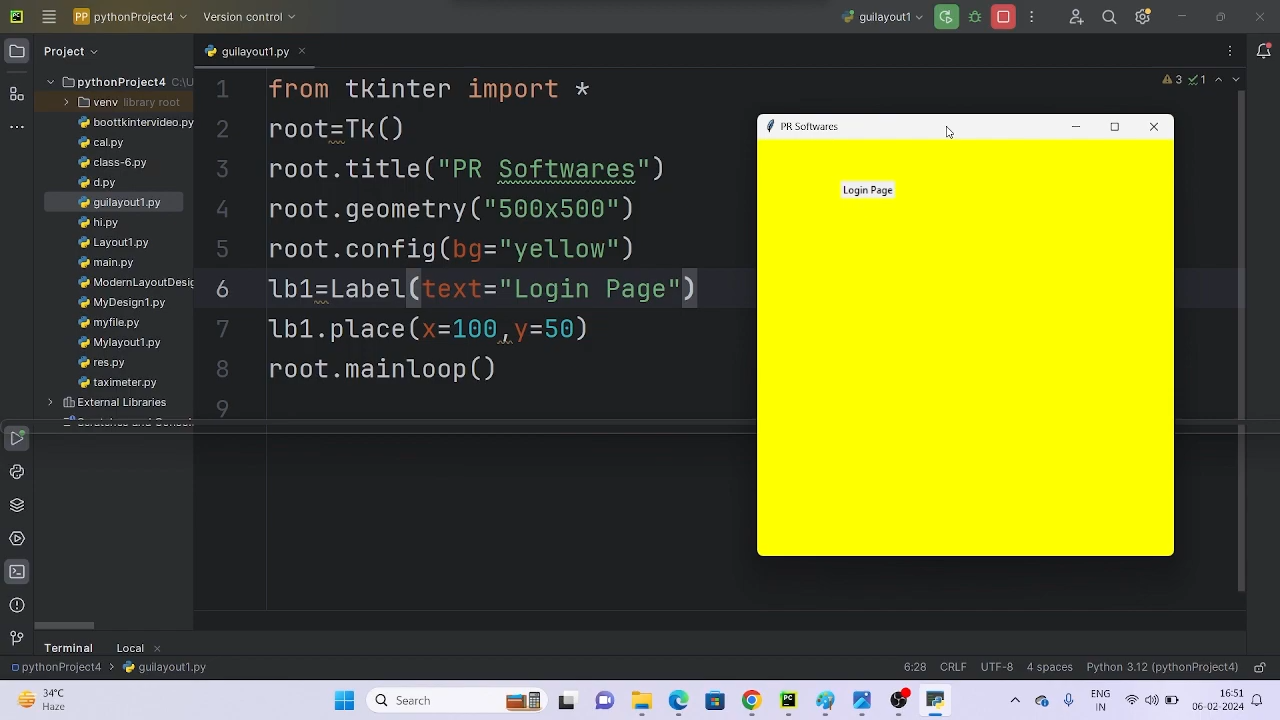 PP pythonProject4
Version control
guilayout1
Project
guilayout1.py
pythonProject4 C:\U
venv library root
boottkintervideo.py
cal.py
class-6.py
d.py
guilayout1.py
hi.py
Layout1.py
main.py
ModernLayoutDesig
MyDesign1.py
myfile.py
Mylayout1.py
res.py
taximeter.py
External Libraries
1 from tkinter import *
2 root=Tk()
3 root.title("PR Softwares")
4 root.geometry("500x500")
5 root.config(bg="yellow")
6 lb1=Label(text="Login Page")
7 lb1.place(x=100,y=50)
8 root.mainloop()
9
3 1
PR Softwares
Login Page
Terminal Local
pythonProject4 guilayout1.py
6:28 CRLF UTF-8 4 spaces Python 3.12 (pythonProject4)
34°C
Haze
Search
PC
ENG
IN
16:51
06-02-2024